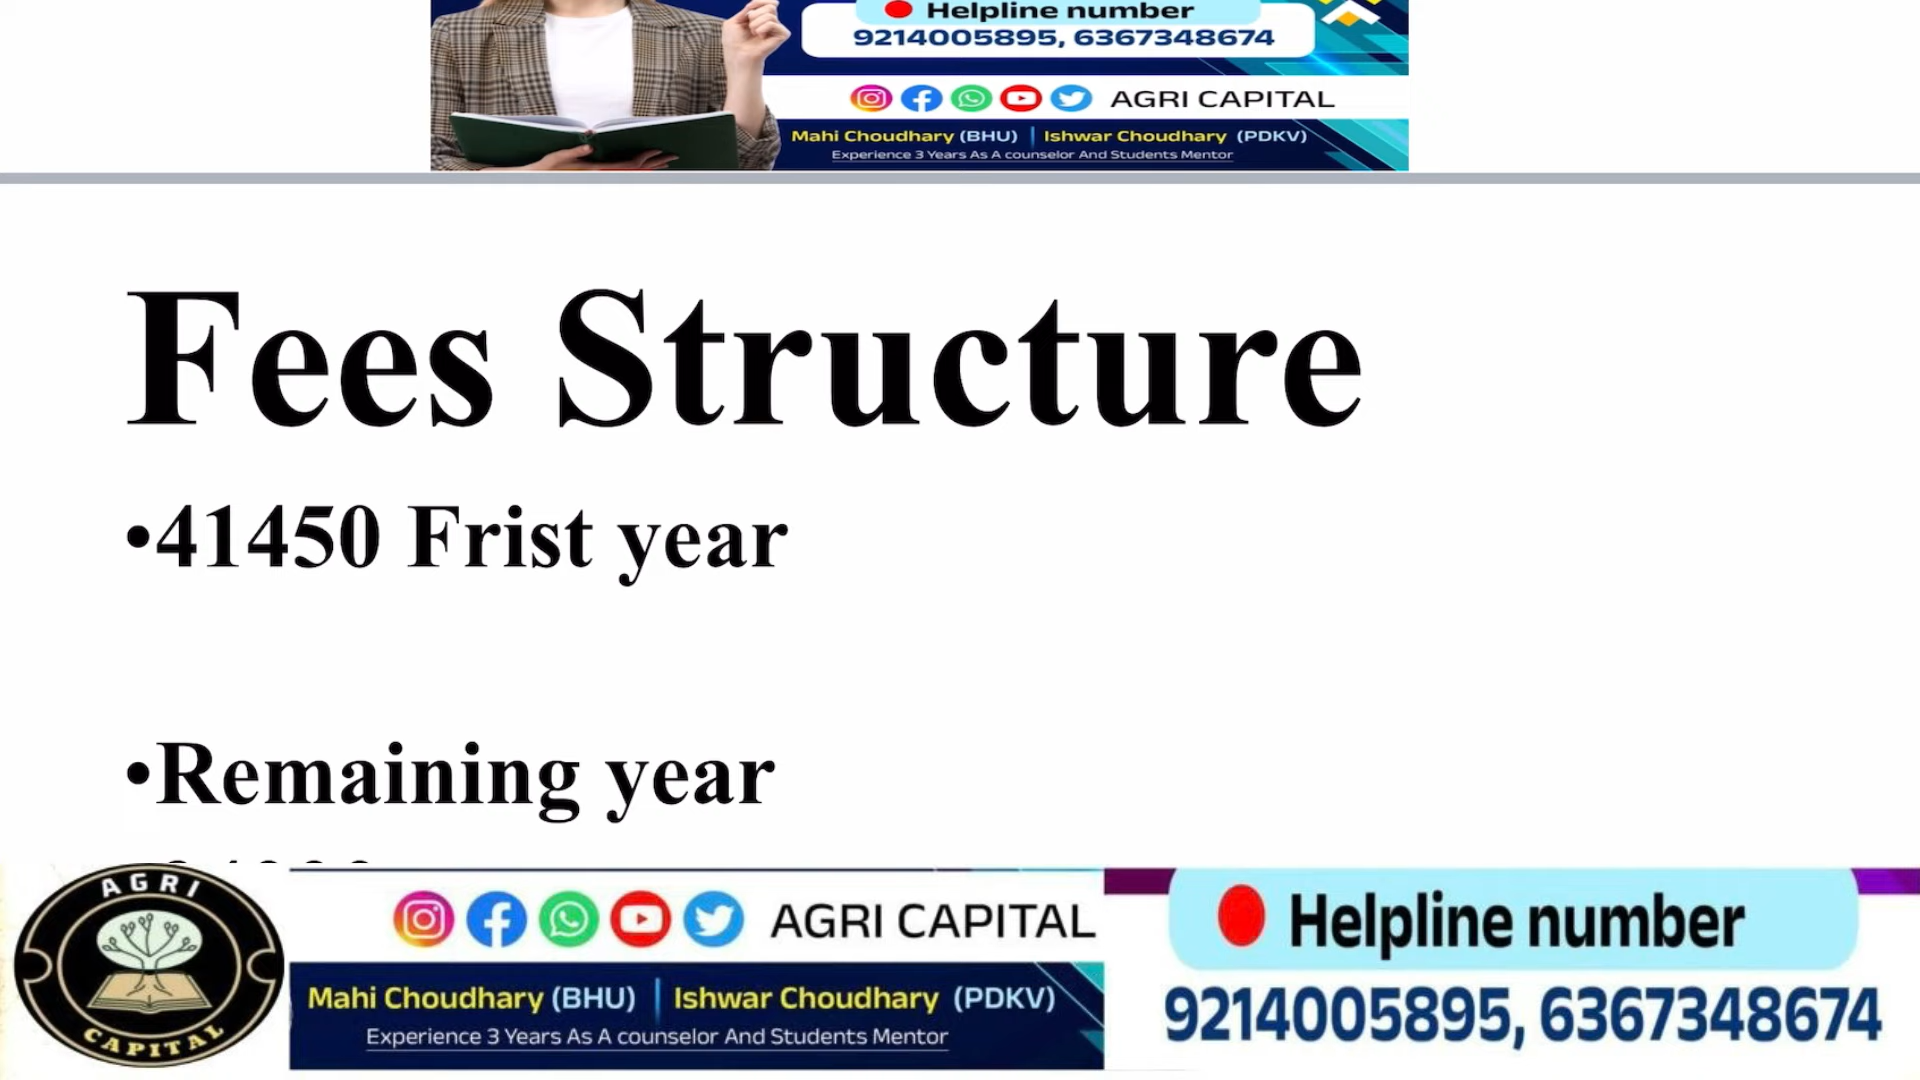 Helpline number
9214005895, 6367348674
AGRI CAPITAL
Mahi Choudhary (BHU) | Ishwar Choudhary (PDKV)
Experience 3 Years As A counselor And Students Mentor
Fees Structure
•41450 Frist year
•Remaining year
AGRI CAPITAL
AGRI CAPITAL
Mahi Choudhary (BHU) | Ishwar Choudhary (PDKV)
Experience 3 Years As A counselor And Students Mentor
Helpline number
9214005895, 6367348674